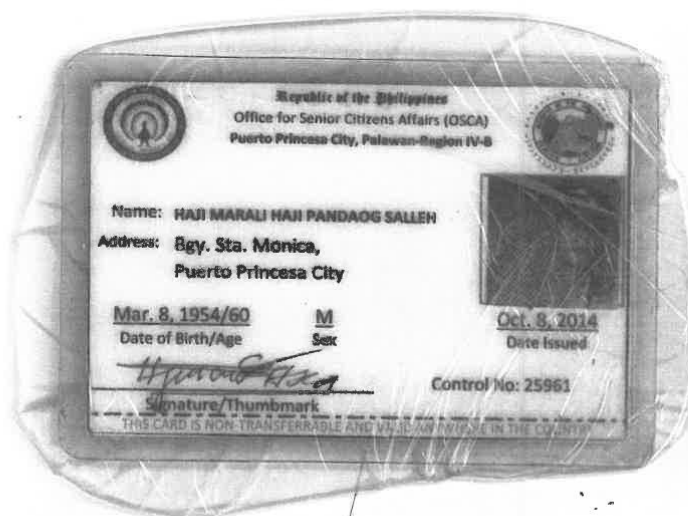 Republic of the Philippines
Office for Senior Citizens Affairs (OSCA)
Puerto Princesa City, Palawan-Region IV-B
Name: HAJI MARALI HAJI PANDAOG SALLEH
Address: Bgy. Sta. Monica,
Puerto Princesa City
Mar. 8, 1954/60 M Oct. 8, 2014
Date of Birth/Age Sex Date Issued
Control No: 25961
Signature/Thumbmark
THIS CARD IS NON-TRANSFERRABLE AND VALID ANYWHERE IN THE COUNTRY